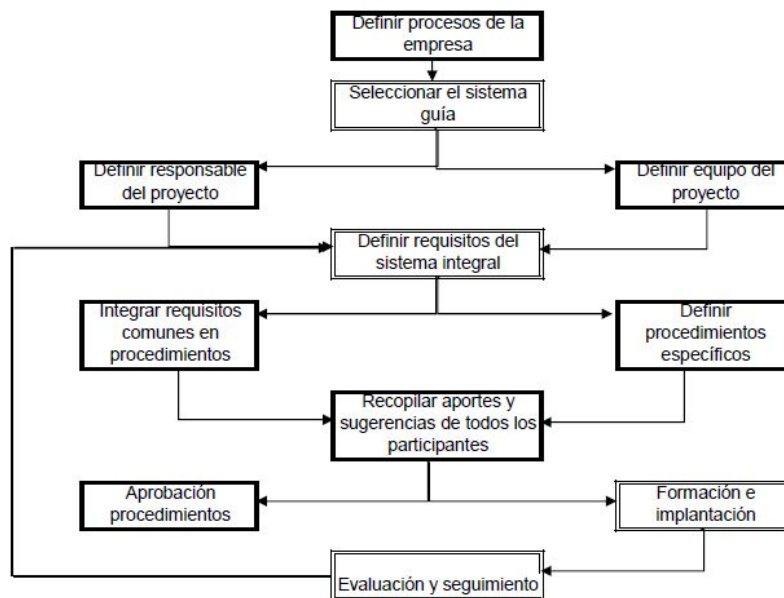 Definir procesos de la
empresa
Seleccionar el sistema
guía
Definir responsable
del proyecto
Definir equipo del
proyecto
Definir requisitos del
sistema integral
Integrar requisitos
comunes en
procedimientos
Definir
procedimientos
específicos
Recopilar aportes y
sugerencias de todos los
participantes
Aprobación
procedimientos
Formación e
implantación
Evaluación y seguimiento